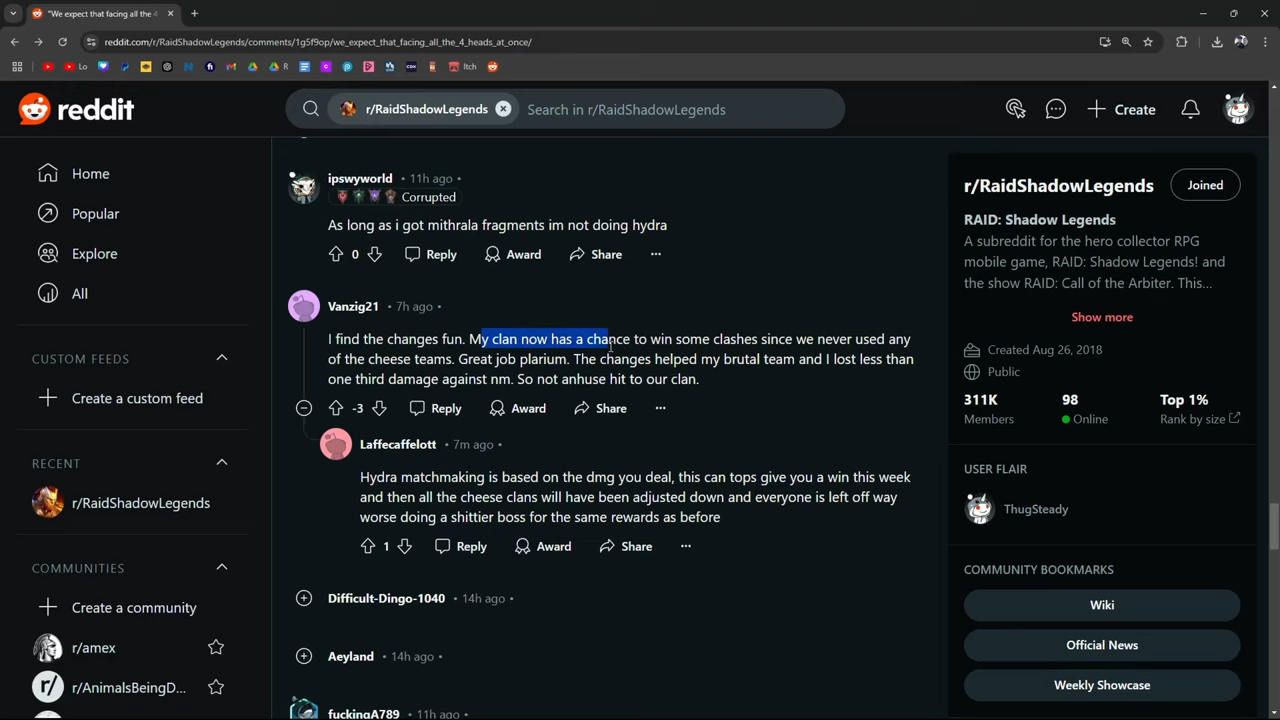 "We expect that facing all the 4
reddit.com/r/RaidShadowLegends/comments/1g5f9op/we_expect_that_facing_all_the_4_heads_at_once/
Lo
R
Itch
reddit
r/RaidShadowLegends
Search in r/RaidShadowLegends
Create
Home
Popular
Explore
All
CUSTOM FEEDS
Create a custom feed
RECENT
r/RaidShadowLegends
COMMUNITIES
Create a community
r/amex
r/AnimalsBeingD...
ipswyworld • 11h ago •
Corrupted
As long as i got mithrala fragments im not doing hydra
0 Reply Award Share ...
Vanzig21 • 7h ago •
I find the changes fun. My clan now has a chance to win some clashes since we never used any
of the cheese teams. Great job plarium. The changes helped my brutal team and I lost less than
one third damage against nm. So not anhuse hit to our clan.
-3 Reply Award Share ...
Laffecaffelott • 7m ago •
Hydra matchmaking is based on the dmg you deal, this can tops give you a win this week
and then all the cheese clans will have been adjusted down and everyone is left off way
worse doing a shittier boss for the same rewards as before
1 Reply Award Share ...
Difficult-Dingo-1040 • 14h ago •
Aeyland • 14h ago •
fuckingA789 • 11h ago •
r/RaidShadowLegends
Joined
RAID: Shadow Legends
A subreddit for the hero collector RPG
mobile game, RAID: Shadow Legends! and
the show RAID: Call of the Arbiter. This...
Show more
Created Aug 26, 2018
Public
311K 98 Top 1%
Members Online Rank by size
USER FLAIR
ThugSteady
COMMUNITY BOOKMARKS
Wiki
Official News
Weekly Showcase